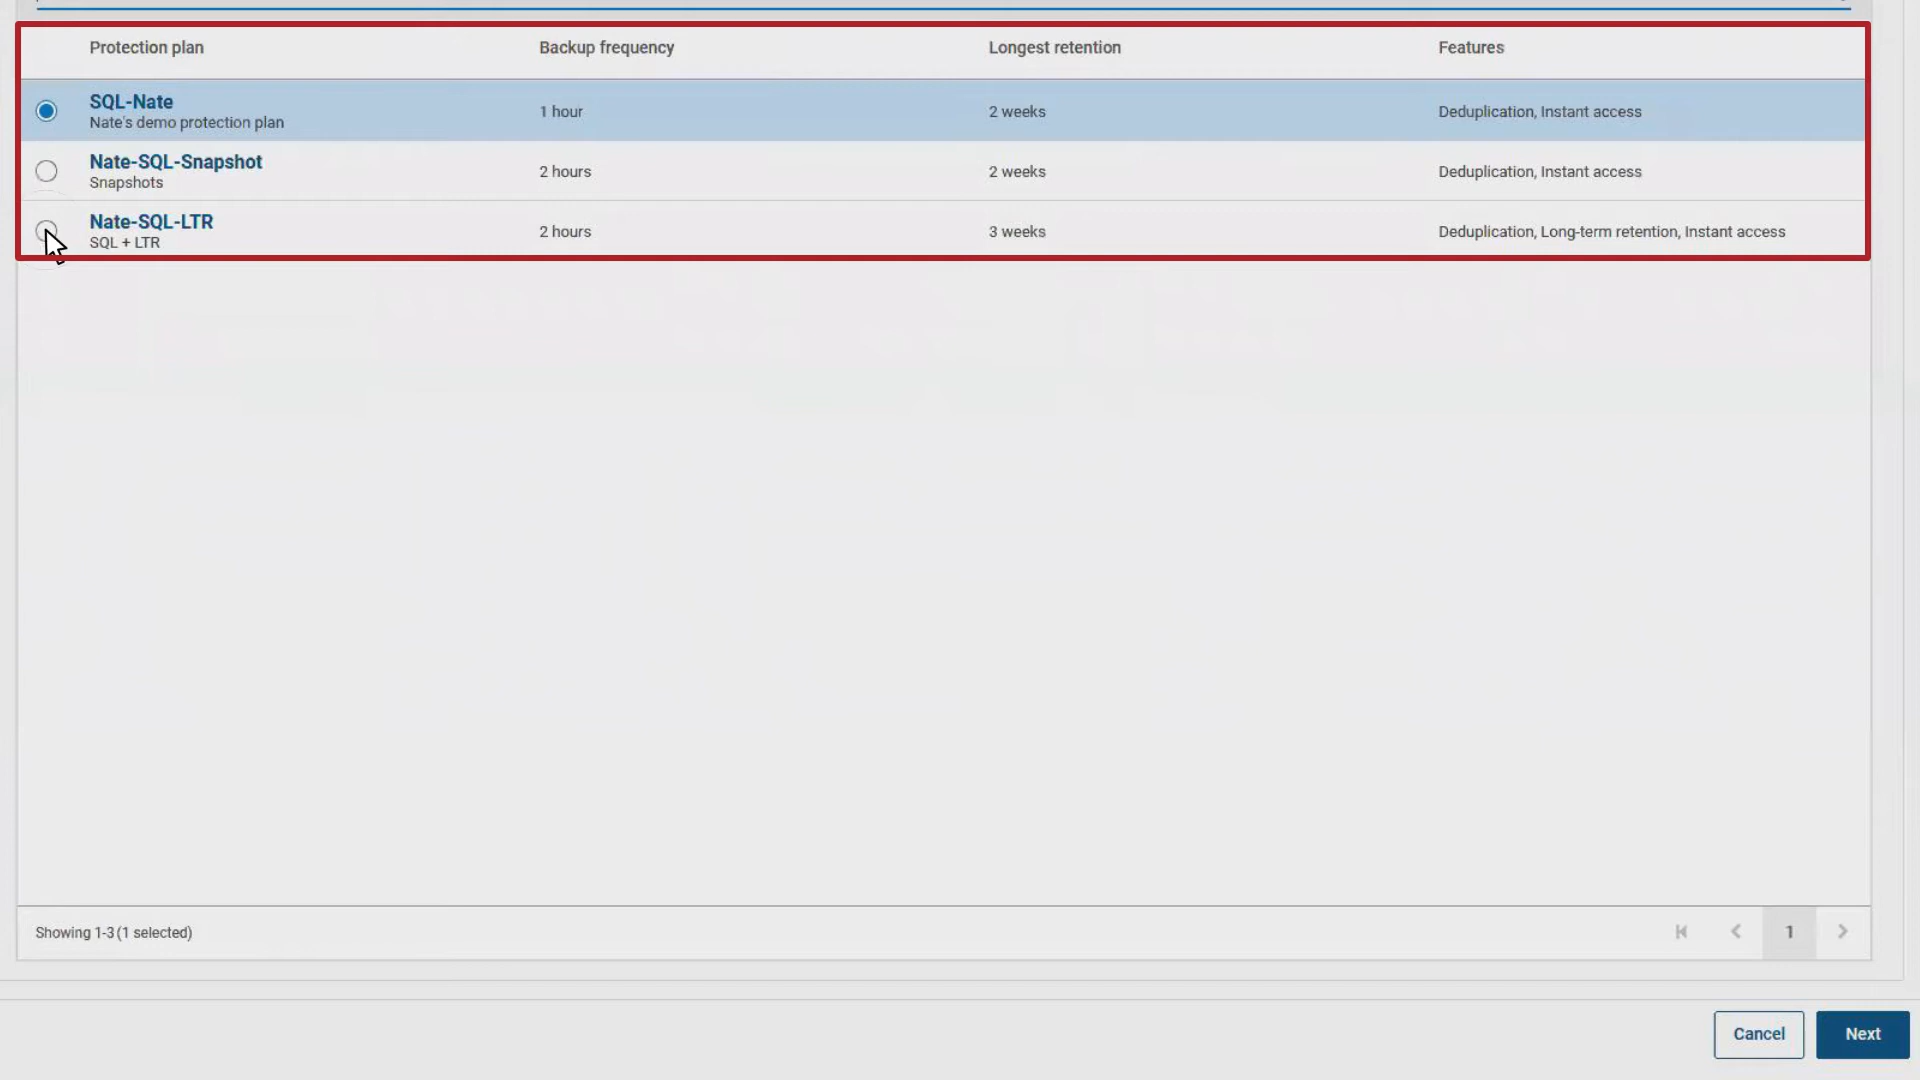 Protection plan Backup frequency Longest retention Features
SQL-Nate
Nate's demo protection plan
1 hour 2 weeks Deduplication, Instant access
Nate-SQL-Snapshot
Snapshots
2 hours 2 weeks Deduplication, Instant access
Nate-SQL-LTR
SQL + LTR
2 hours 3 weeks Deduplication, Long-term retention, Instant access
Showing 1-3 (1 selected)
1
Cancel Next